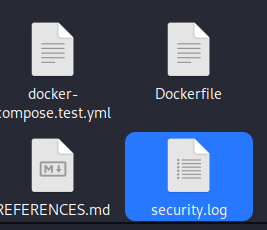 docker-
compose.test.yml
Dockerfile
REFERENCES.md
security.log